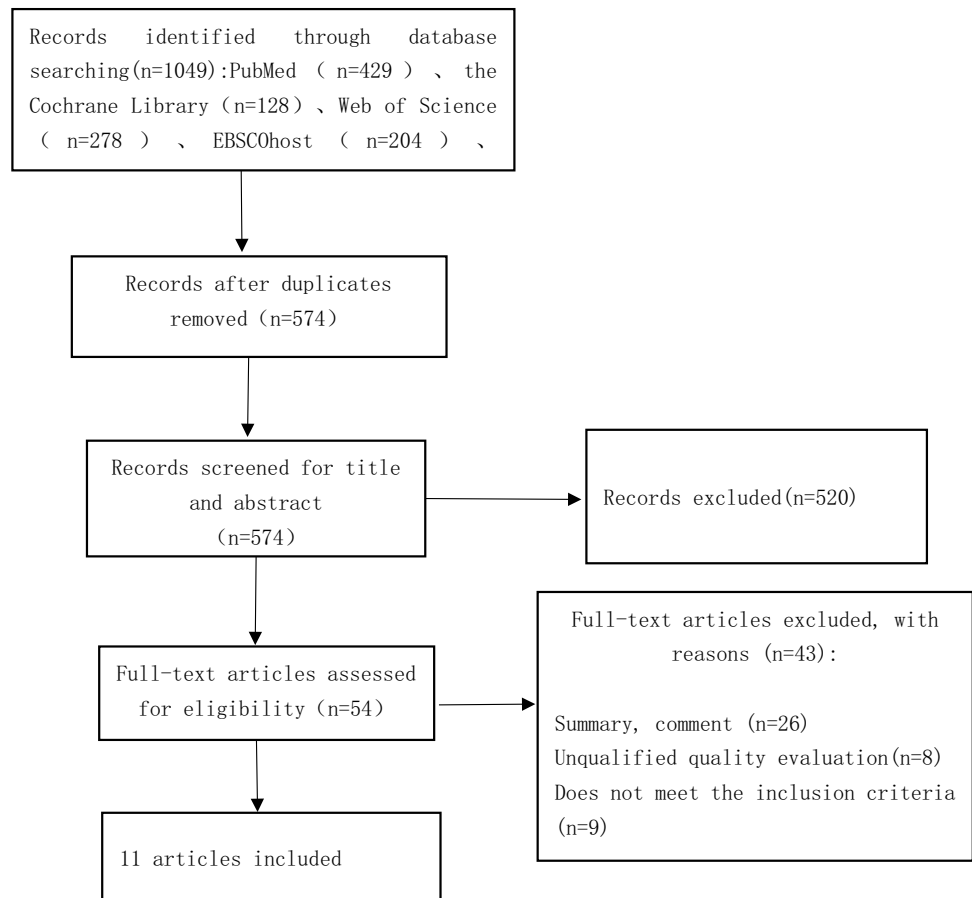 Records identified through database
searching(n=1049):PubMed （n=429）、the
Cochrane Library（n=128）、Web of Science
（n=278）、EBSCOhost（n=204）、
Records after duplicates
removed（n=574）
Records screened for title
and abstract
（n=574）
Records excluded(n=520)
Full-text articles assessed
for eligibility（n=54）
Full-text articles excluded, with
reasons (n=43):
Summary, comment (n=26)
Unqualified quality evaluation(n=8)
Does not meet the inclusion criteria
(n=9)
11 articles included